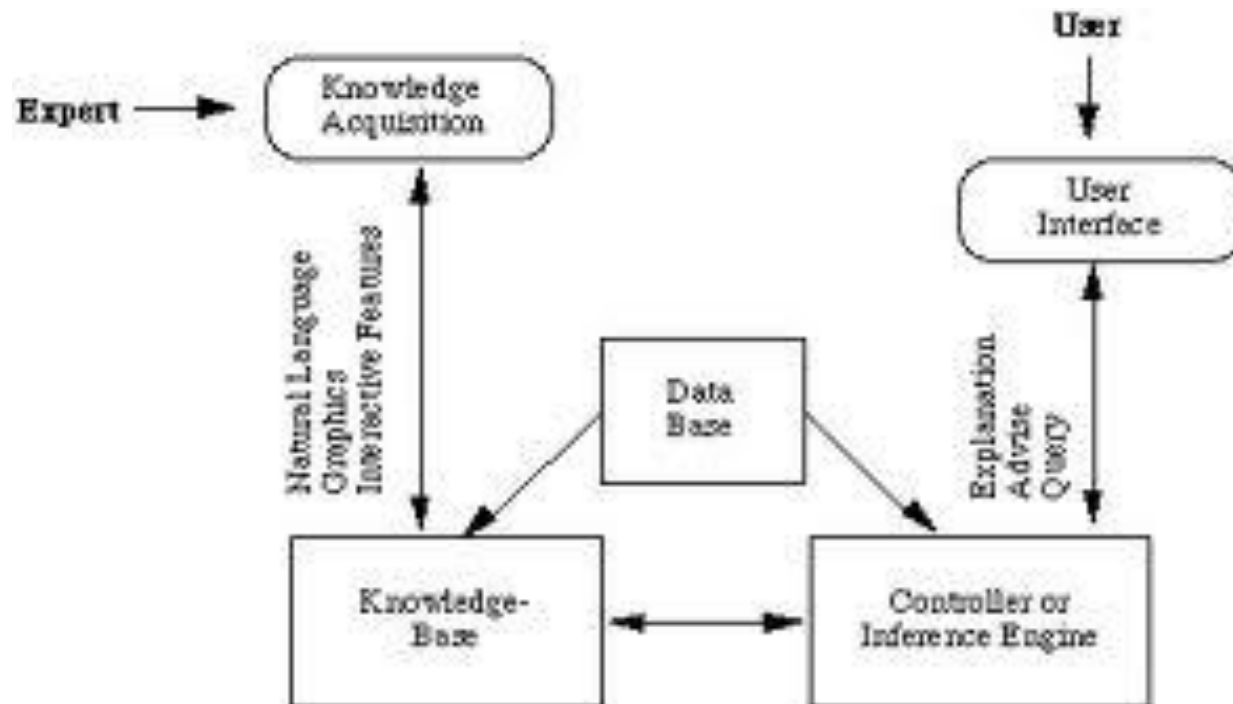 User
Expert
Knowledge
Acquisition
User
Interface
Natural Language
Graphics
Interactive Features
Data
Base
Explanation
Advise
Query
Knowledge-
Base
Controller or
Inference Engine